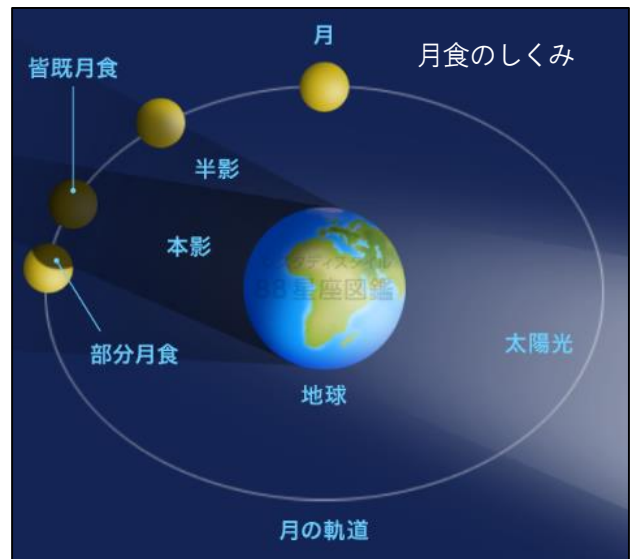 月
月食のしくみ
皆既月食
半影
本影
88星座図鑑
太陽光
部分月食
地球
月の軌道